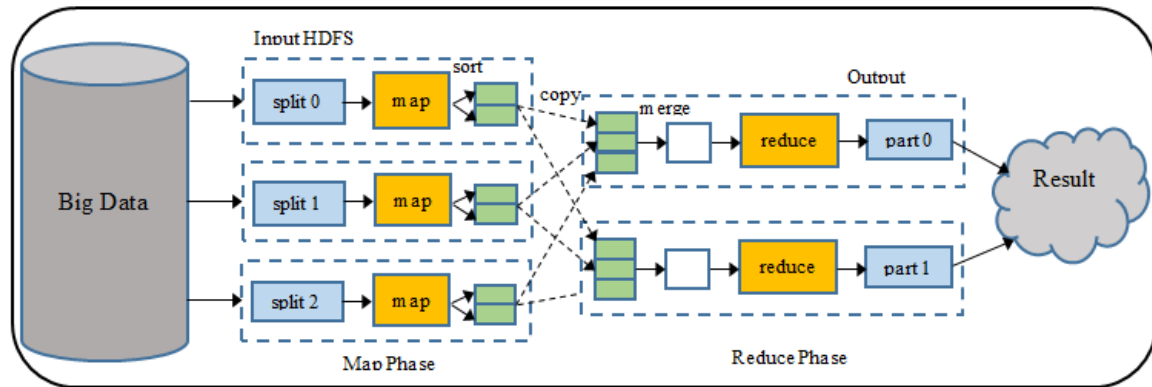 Input HDFS
sort
split 0
map
Output
copy
merge
reduce
part 0
Big Data
split 1
map
Result
split 2
map
reduce
part 1
Map Phase
Reduce Phase